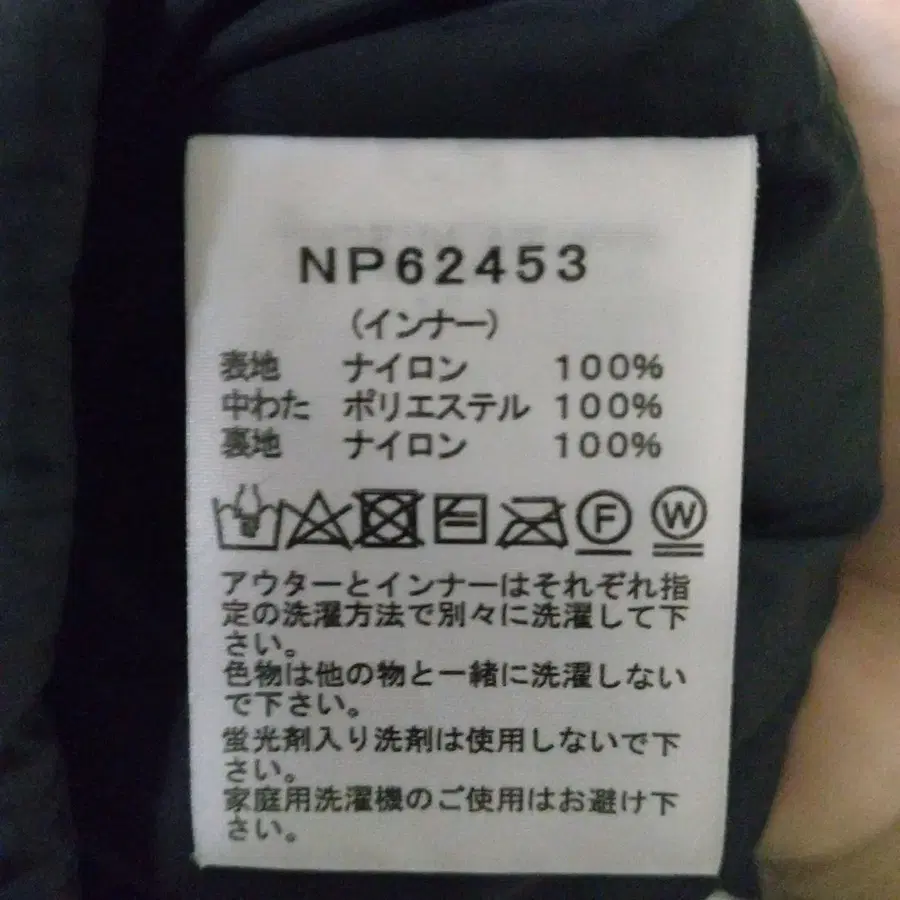 NP62453
(インナー)
表地 ナイロン 100%
中わた ポリエステル 100%
裏地 ナイロン 100%
F W
アウターとインナーはそれぞれ指
定の洗濯方法で別々に洗濯して下
さい。
色物は他の物と一緒に洗濯しない
で下さい。
蛍光剤入り洗剤は使用しないで下
さい。
家庭用洗濯機のご使用はお避け下
さい。